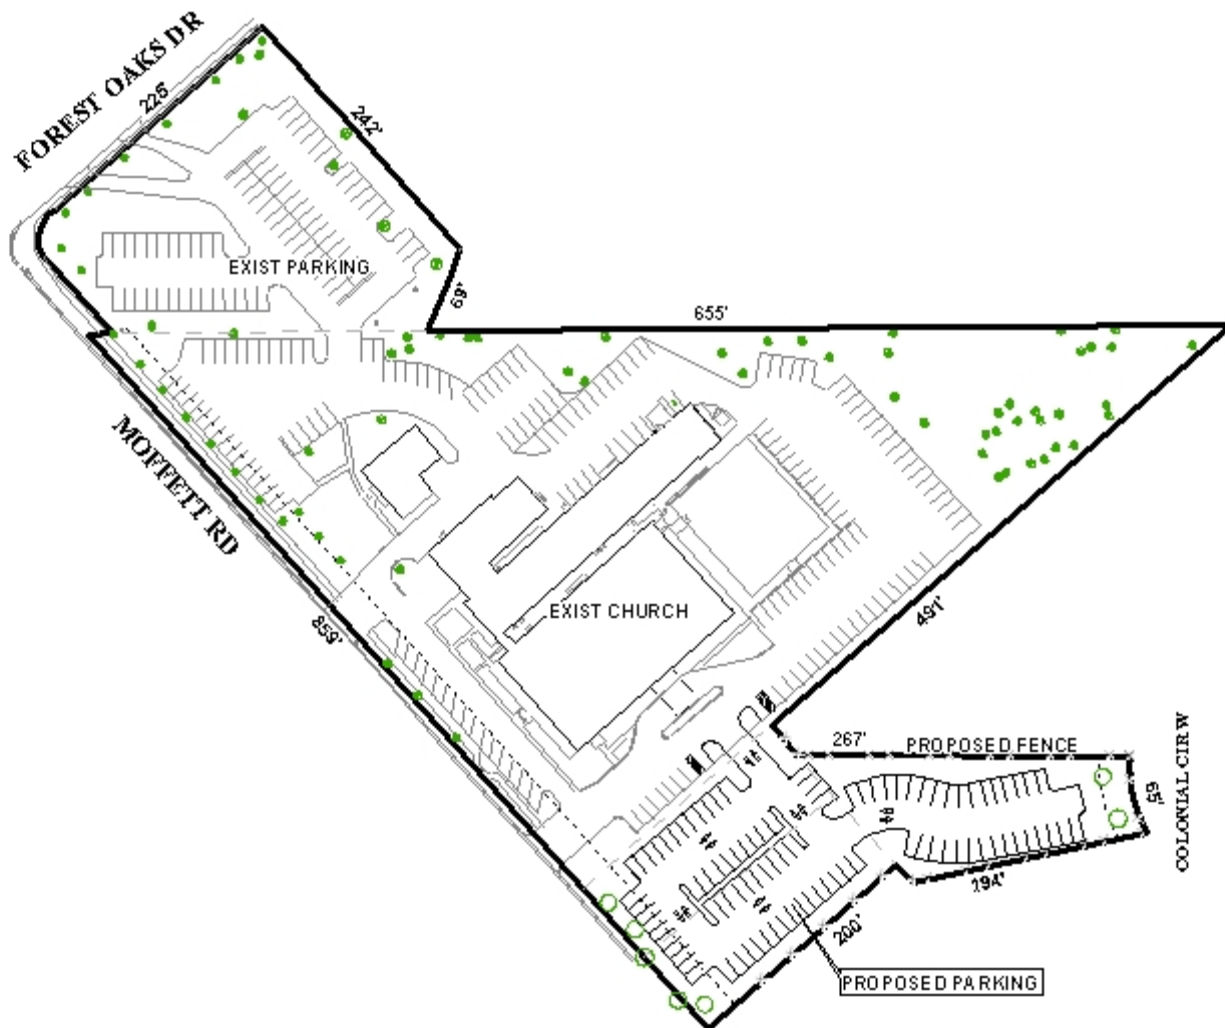 FOREST OAKS DR
226'
242'
EXIST PARKING
69'
655'
MOFFETT RD
EXIST CHURCH
491'
859'
267'
PROPOSED FENCE
65'
COLONIAL CIR W
194'
200'
PROPOSED PARKING